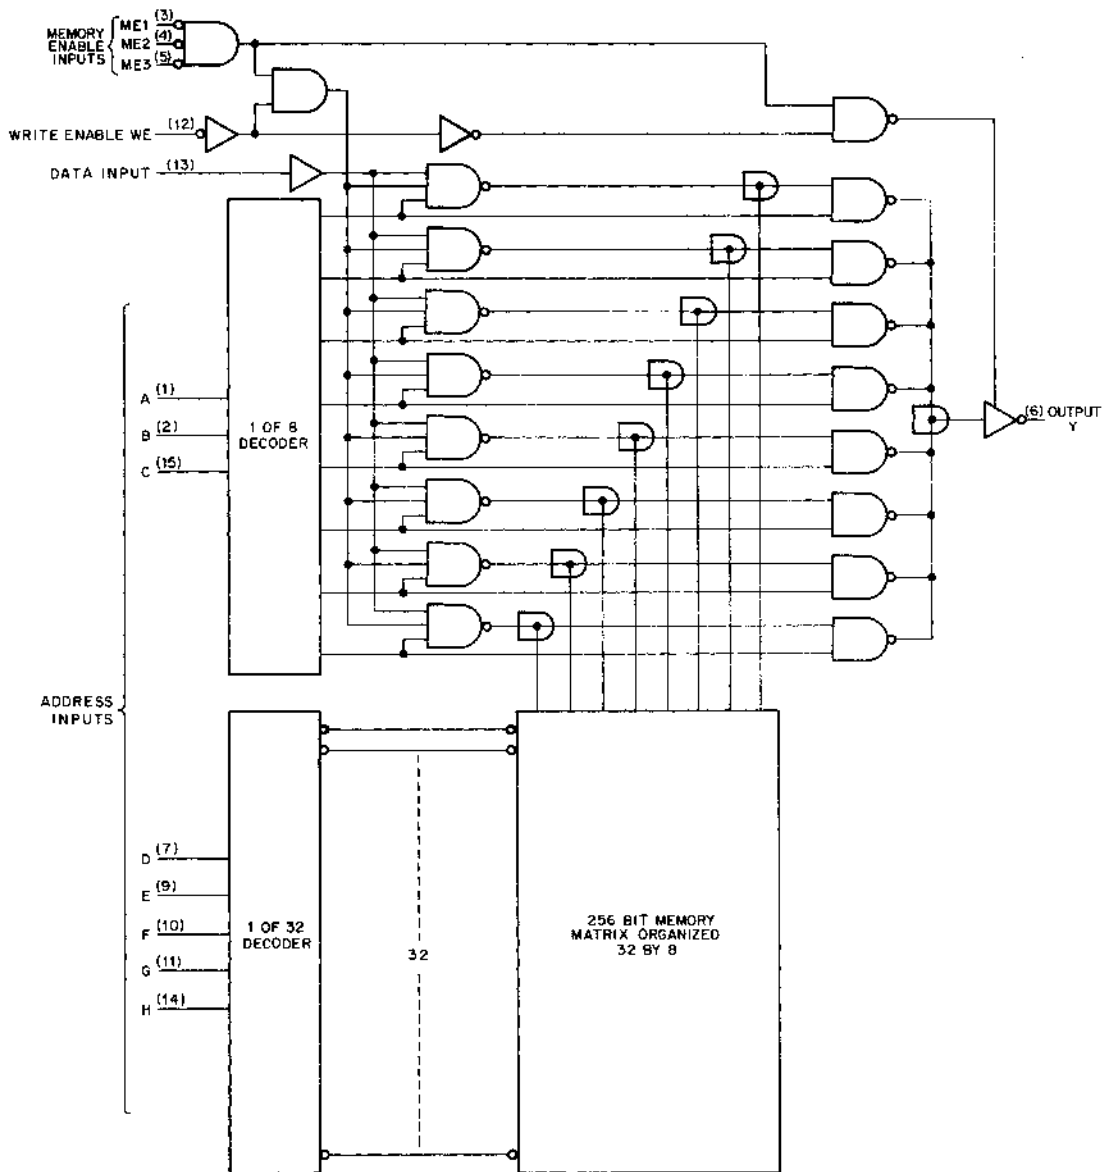 MEMORY
ENABLE
INPUTS
ME1 (3)
ME2 (4)
ME3 (5)
WRITE ENABLE WE (12)
DATA INPUT (13)
A (1)
B (2)
C (15)
1 OF 8
DECODER
(6) OUTPUT
Y
ADDRESS
INPUTS
D (7)
E (9)
F (10)
G (11)
H (14)
1 OF 32
DECODER
32
256 BIT MEMORY
MATRIX ORGANIZED
32 BY 8